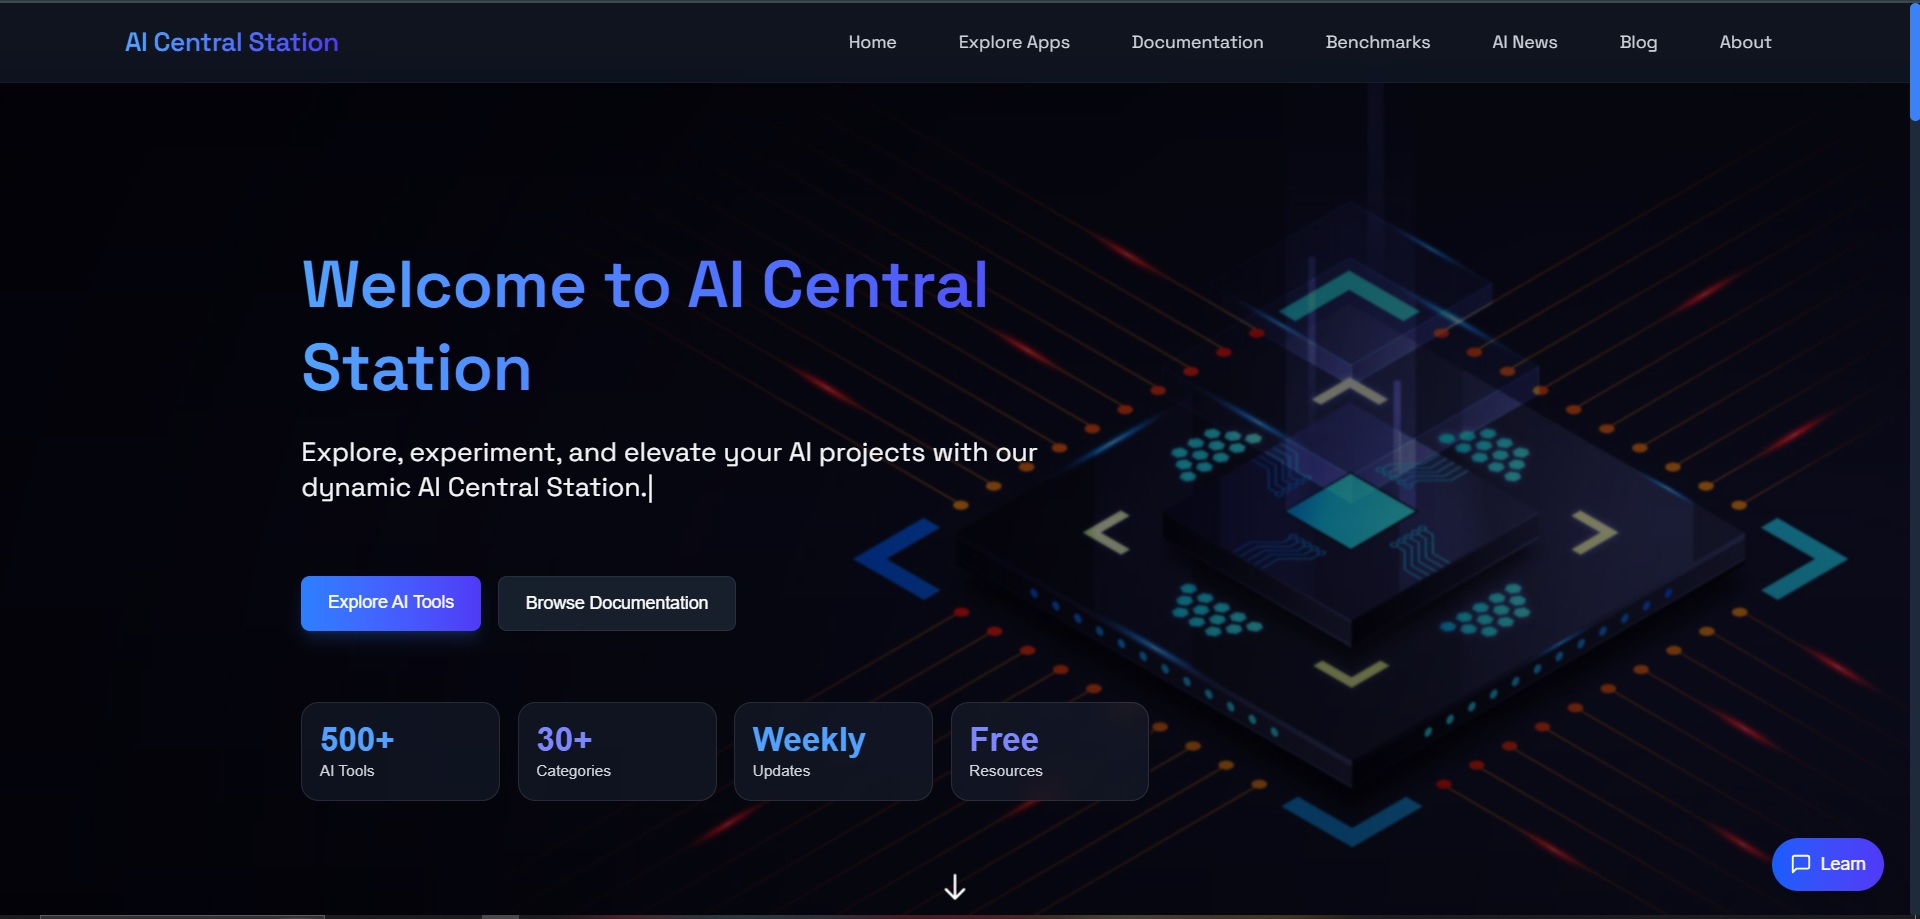 AI Central Station
Home
Explore Apps
Documentation
Benchmarks
AI News
Blog
About
Welcome to AI Central
Station
Explore, experiment, and elevate your AI projects with our
dynamic AI Central Station.|
Explore AI Tools
Browse Documentation
500+
AI Tools
30+
Categories
Weekly
Updates
Free
Resources
Learn